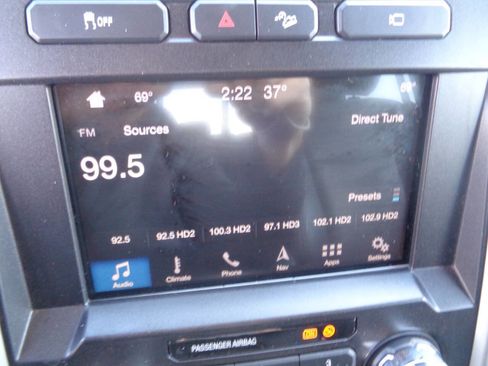 OFF
69° 2:22 37° 69°
FM Sources Direct Tune
99.5
Presets
92.5 92.5 HD2 100.3 HD2 97.1 HD3 102.1 HD2 102.9 HD2
Audio Climate Phone Nav Apps Settings
PASSENGER AIRBAG
3